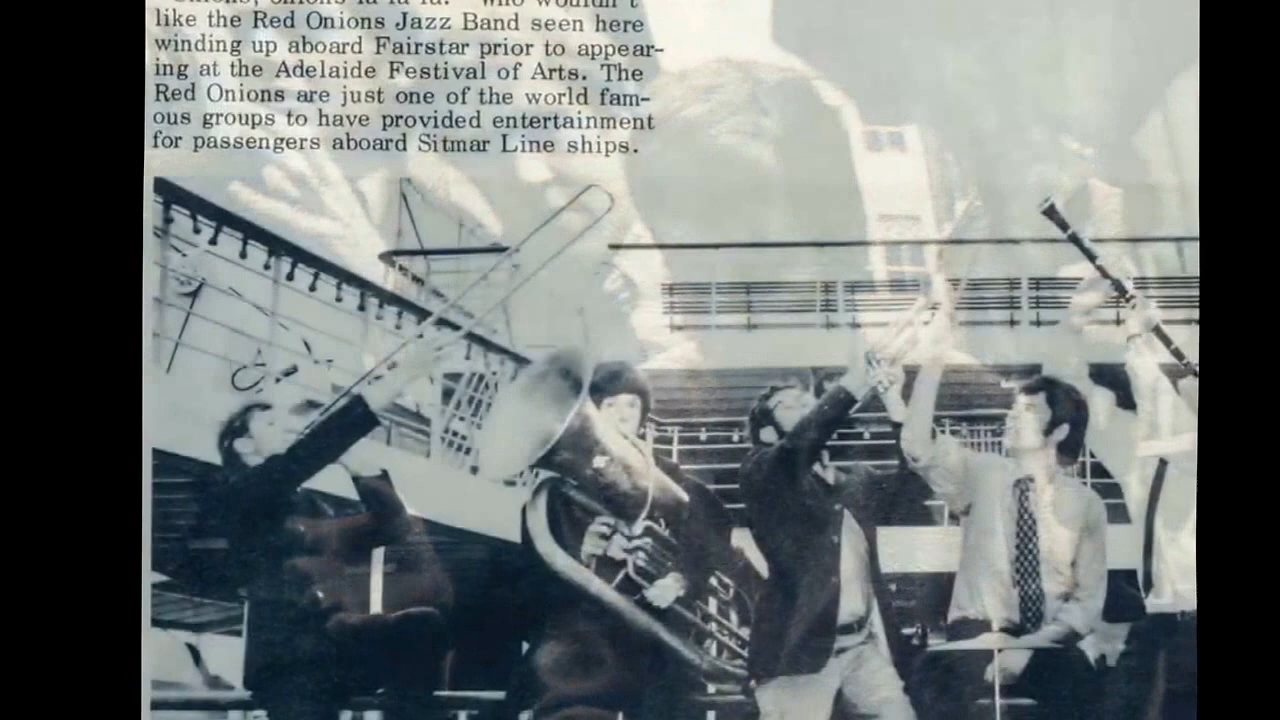 like the Red Onions Jazz Band seen here
winding up aboard Fairstar prior to appear-
ing at the Adelaide Festival of Arts. The
Red Onions are just one of the world fam-
ous groups to have provided entertainment
for passengers aboard Sitmar Line ships.